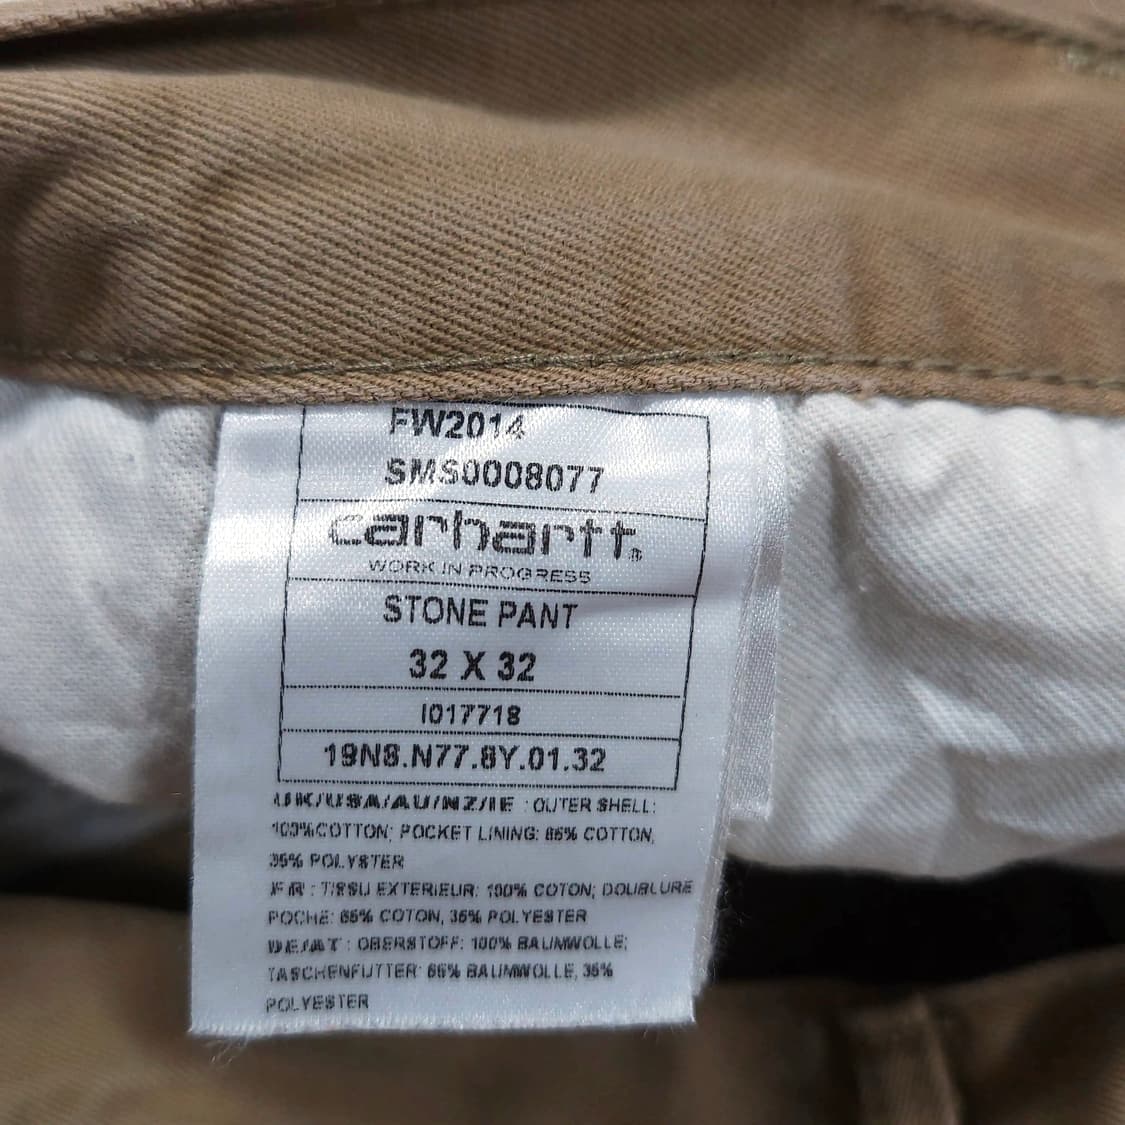 FW2014
SMS0008077
carhartt®
WORK IN PROGRESS
STONE PANT
32 X 32
I017718
19N8.N77.8Y.01.32
UK/USA/AU/NZ/IE : OUTER SHELL:
100%COTTON; POCKET LINING: 65% COTTON,
35% POLYSTER
FR : TISSU EXTERIEUR: 100% COTON; DOUBLURE
POCHE: 65% COTON, 35% POLYESTER
DE/AT : OBERSTOFF: 100% BAUMWOLLE;
TASCHENFUTTER: 65% BAUMWOLLE, 35%
POLYESTER